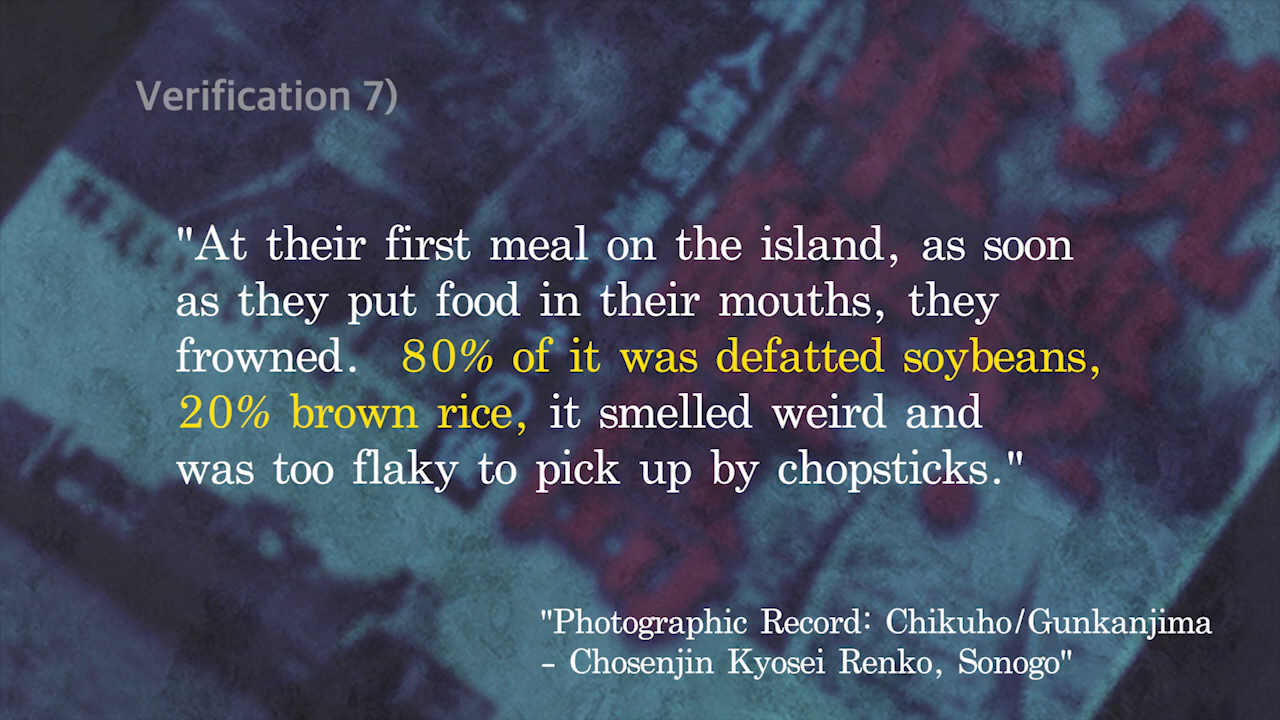 Verification 7)
"At their first meal on the island, as soon
as they put food in their mouths, they
frowned. 80% of it was defatted soybeans,
20% brown rice, it smelled weird and
was too flaky to pick up by chopsticks."
"Photographic Record: Chikuho/Gunkanjima
- Chosenjin Kyosei Renko, Sonogo"